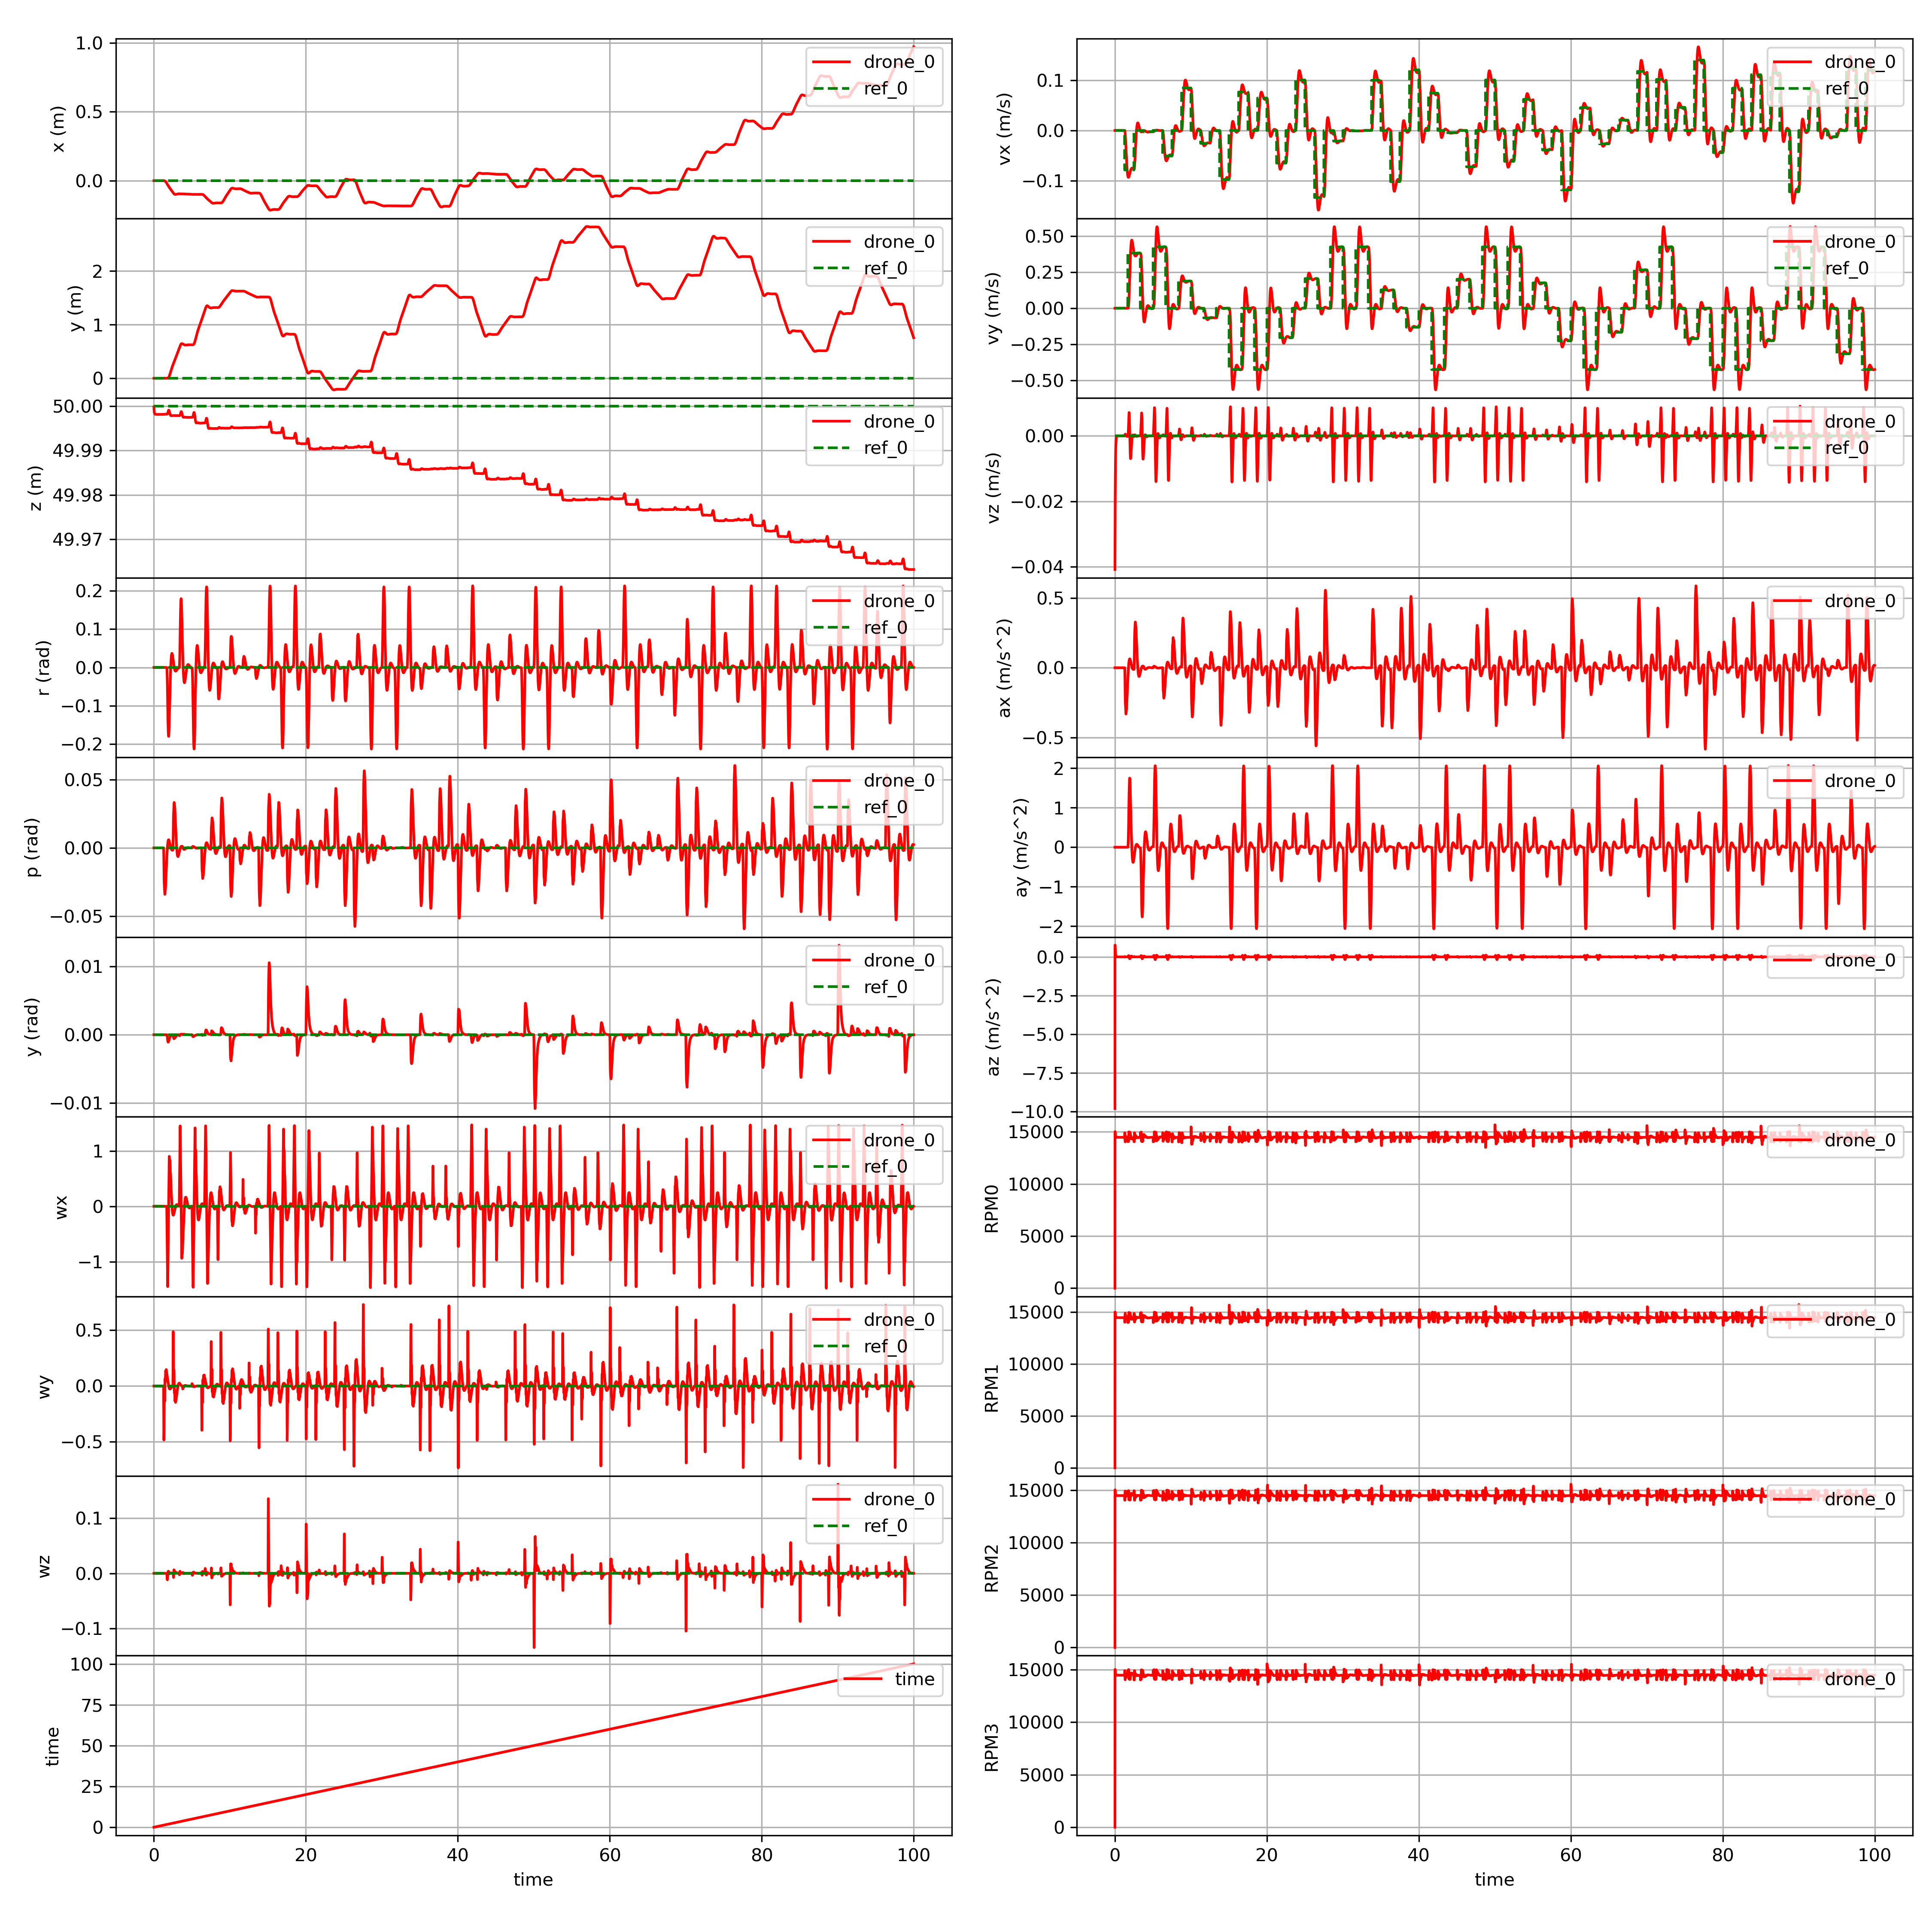 1.0
0.5
0.0
x (m)
drone_0
ref_0
2
1
0
y (m)
drone_0
ref_0
50.00
49.99
49.98
49.97
z (m)
drone_0
ref_0
0.2
0.1
0.0
−0.1
−0.2
r (rad)
drone_0
ref_0
0.05
0.00
−0.05
p (rad)
drone_0
ref_0
0.01
0.00
−0.01
y (rad)
drone_0
ref_0
1
0
−1
wx
drone_0
ref_0
0.5
0.0
−0.5
wy
drone_0
ref_0
0.1
0.0
−0.1
wz
drone_0
ref_0
100
75
50
25
0
time
time
0 20 40 60 80 100
time
0.1
0.0
−0.1
vx (m/s)
drone_0
ref_0
0.50
0.25
0.00
−0.25
−0.50
vy (m/s)
drone_0
ref_0
0.00
−0.02
−0.04
vz (m/s)
drone_0
ref_0
0.5
0.0
−0.5
ax (m/s^2)
drone_0
2
1
0
−1
−2
ay (m/s^2)
drone_0
0.0
−2.5
−5.0
−7.5
−10.0
az (m/s^2)
drone_0
15000
10000
5000
0
RPM0
drone_0
15000
10000
5000
0
RPM1
drone_0
15000
10000
5000
0
RPM2
drone_0
15000
10000
5000
0
RPM3
drone_0
0 20 40 60 80 100
time